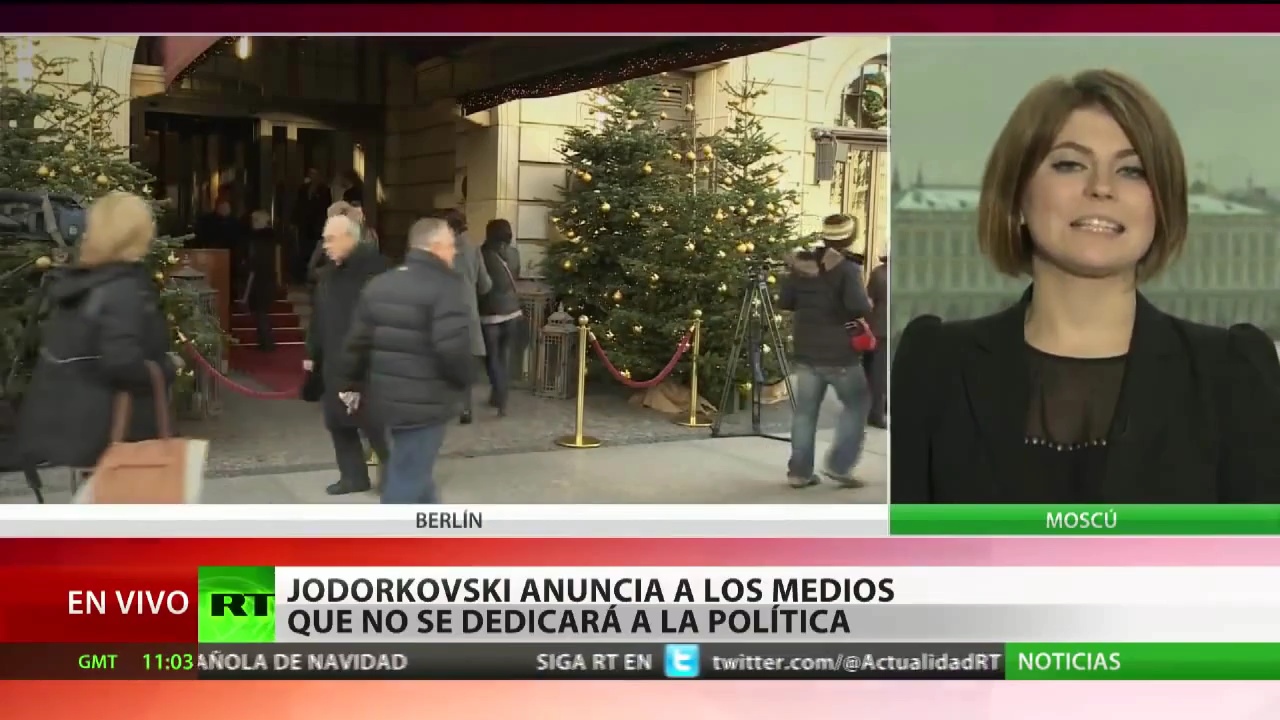 BERLÍN
MOSCÚ
EN VIVO
RT
JODORKOVSKI ANUNCIA A LOS MEDIOS
QUE NO SE DEDICARÁ A LA POLÍTICA
GMT 11:03
AÑOLA DE NAVIDAD SIGA RT EN twitter.com/@ActualidadRT
NOTICIAS